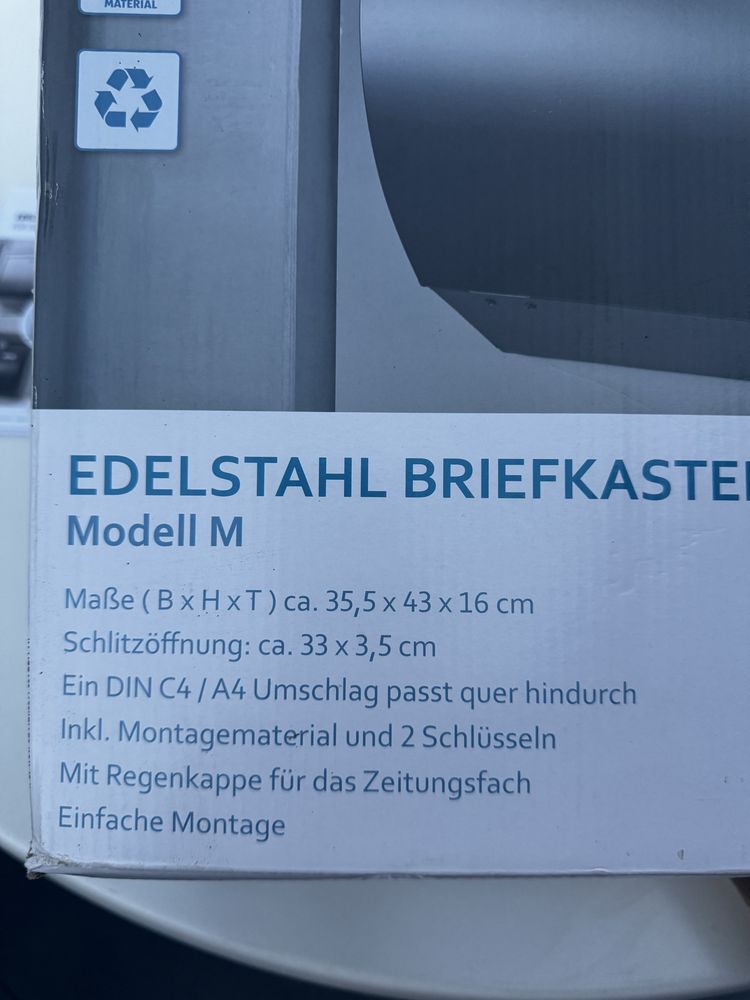 MATERIAL
EDELSTAHL BRIEFKASTE
Modell M
Maße ( B x H x T ) ca. 35,5 x 43 x 16 cm
Schlitzöffnung: ca. 33 x 3,5 cm
Ein DIN C4 / A4 Umschlag passt quer hindurch
Inkl. Montagematerial und 2 Schlüsseln
Mit Regenkappe für das Zeitungsfach
Einfache Montage